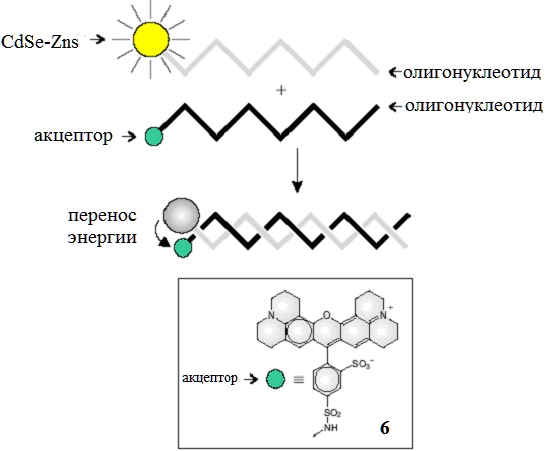 CdSe-Zns
олигонуклеотид
+
олигонуклеотид
акцептор
перенос
энергии
N O N +
SO₃⁻
акцептор ≡
SO₂
NH
6